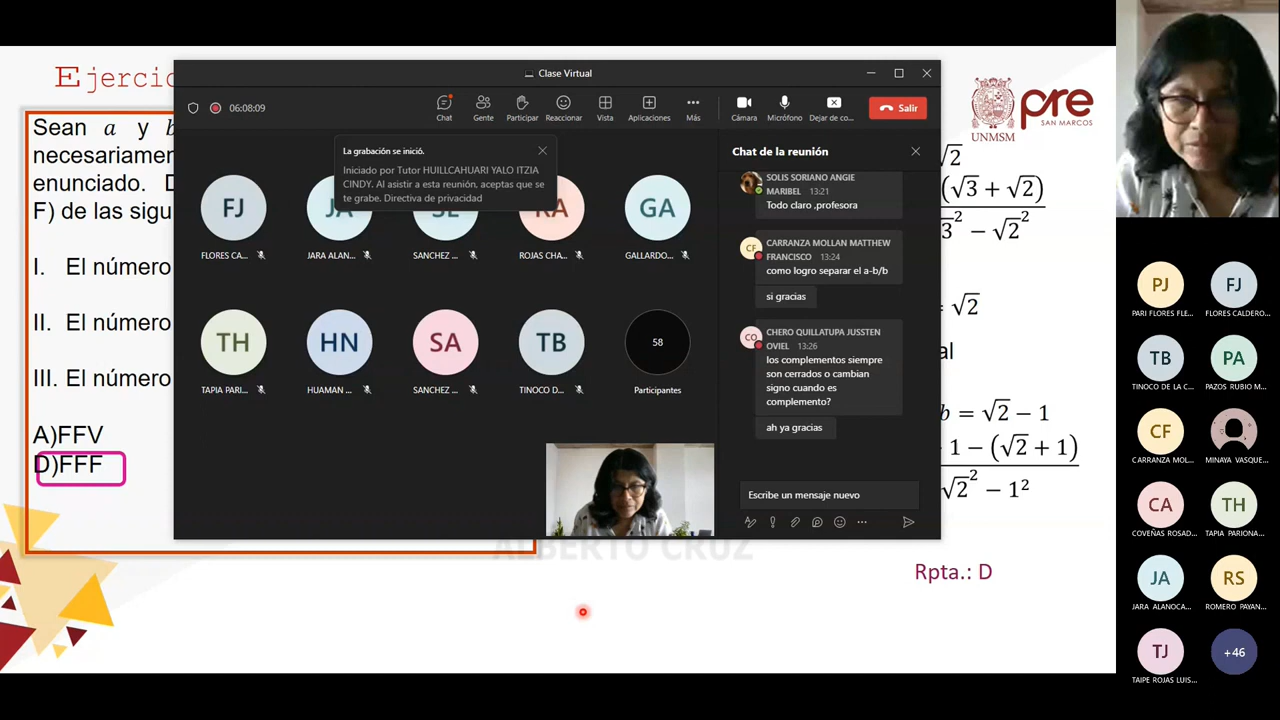 Ejercic
Sean a y b
necesariamen
enunciado. D
F) de las sigu
I. El número
II. El número
III. El número
A)FFV
D)FFF
Clase Virtual
06:08:09
Chat
Gente
Participar
Reaccionar
Vista
Aplicaciones
Más
Cámara
Micrófono
Dejar de co...
Salir
La grabación se inició.
Iniciado por Tutor HUILLCAHUARI YALO ITZIA
CINDY. Al asistir a esta reunión, aceptas que se
te grabe. Directiva de privacidad
FJ
JA
SE
RA
GA
FLORES CA...
JARA ALAN...
SANCHEZ ...
ROJAS CHA...
GALLARDO...
TH
HN
SA
TB
58
TAPIA PARI...
HUAMAN ...
SANCHEZ ...
TINOCO D...
Participantes
Chat de la reunión
SOLIS SORIANO ANGIE
MARIBEL 13:21
Todo claro ,profesora
CF
CARRANZA MOLLAN MATTHEW
FRANCISCO 13:24
como logro separar el a-b/b
si gracias
CO
CHERO QUILLATUPA JUSSTEN
OVIEL 13:26
los complementos siempre
son cerrados o cambian
signo cuando es
complemento?
ah ya gracias
Escribe un mensaje nuevo
UNMSM
pre
SAN MARCOS
√2
(√3 + √2)
3² − √2²
= √2
al
b = √2 − 1
1 − (√2 + 1)
√2² − 1²
ALBERTO CRUZ
Rpta.: D
PJ
FJ
PARI FLORES FLE...
FLORES CALDERO...
TB
PA
TINOCO DE LA C...
PAZOS RUBIO M...
CF
CARRANZA MOL...
MINAYA VASQUE...
CA
TH
COVEÑAS ROSAD...
TAPIA PARIONA...
JA
RS
JARA ALANOCA...
ROMERO PAYAN...
TJ
+46
TAIPE ROJAS LUIS...